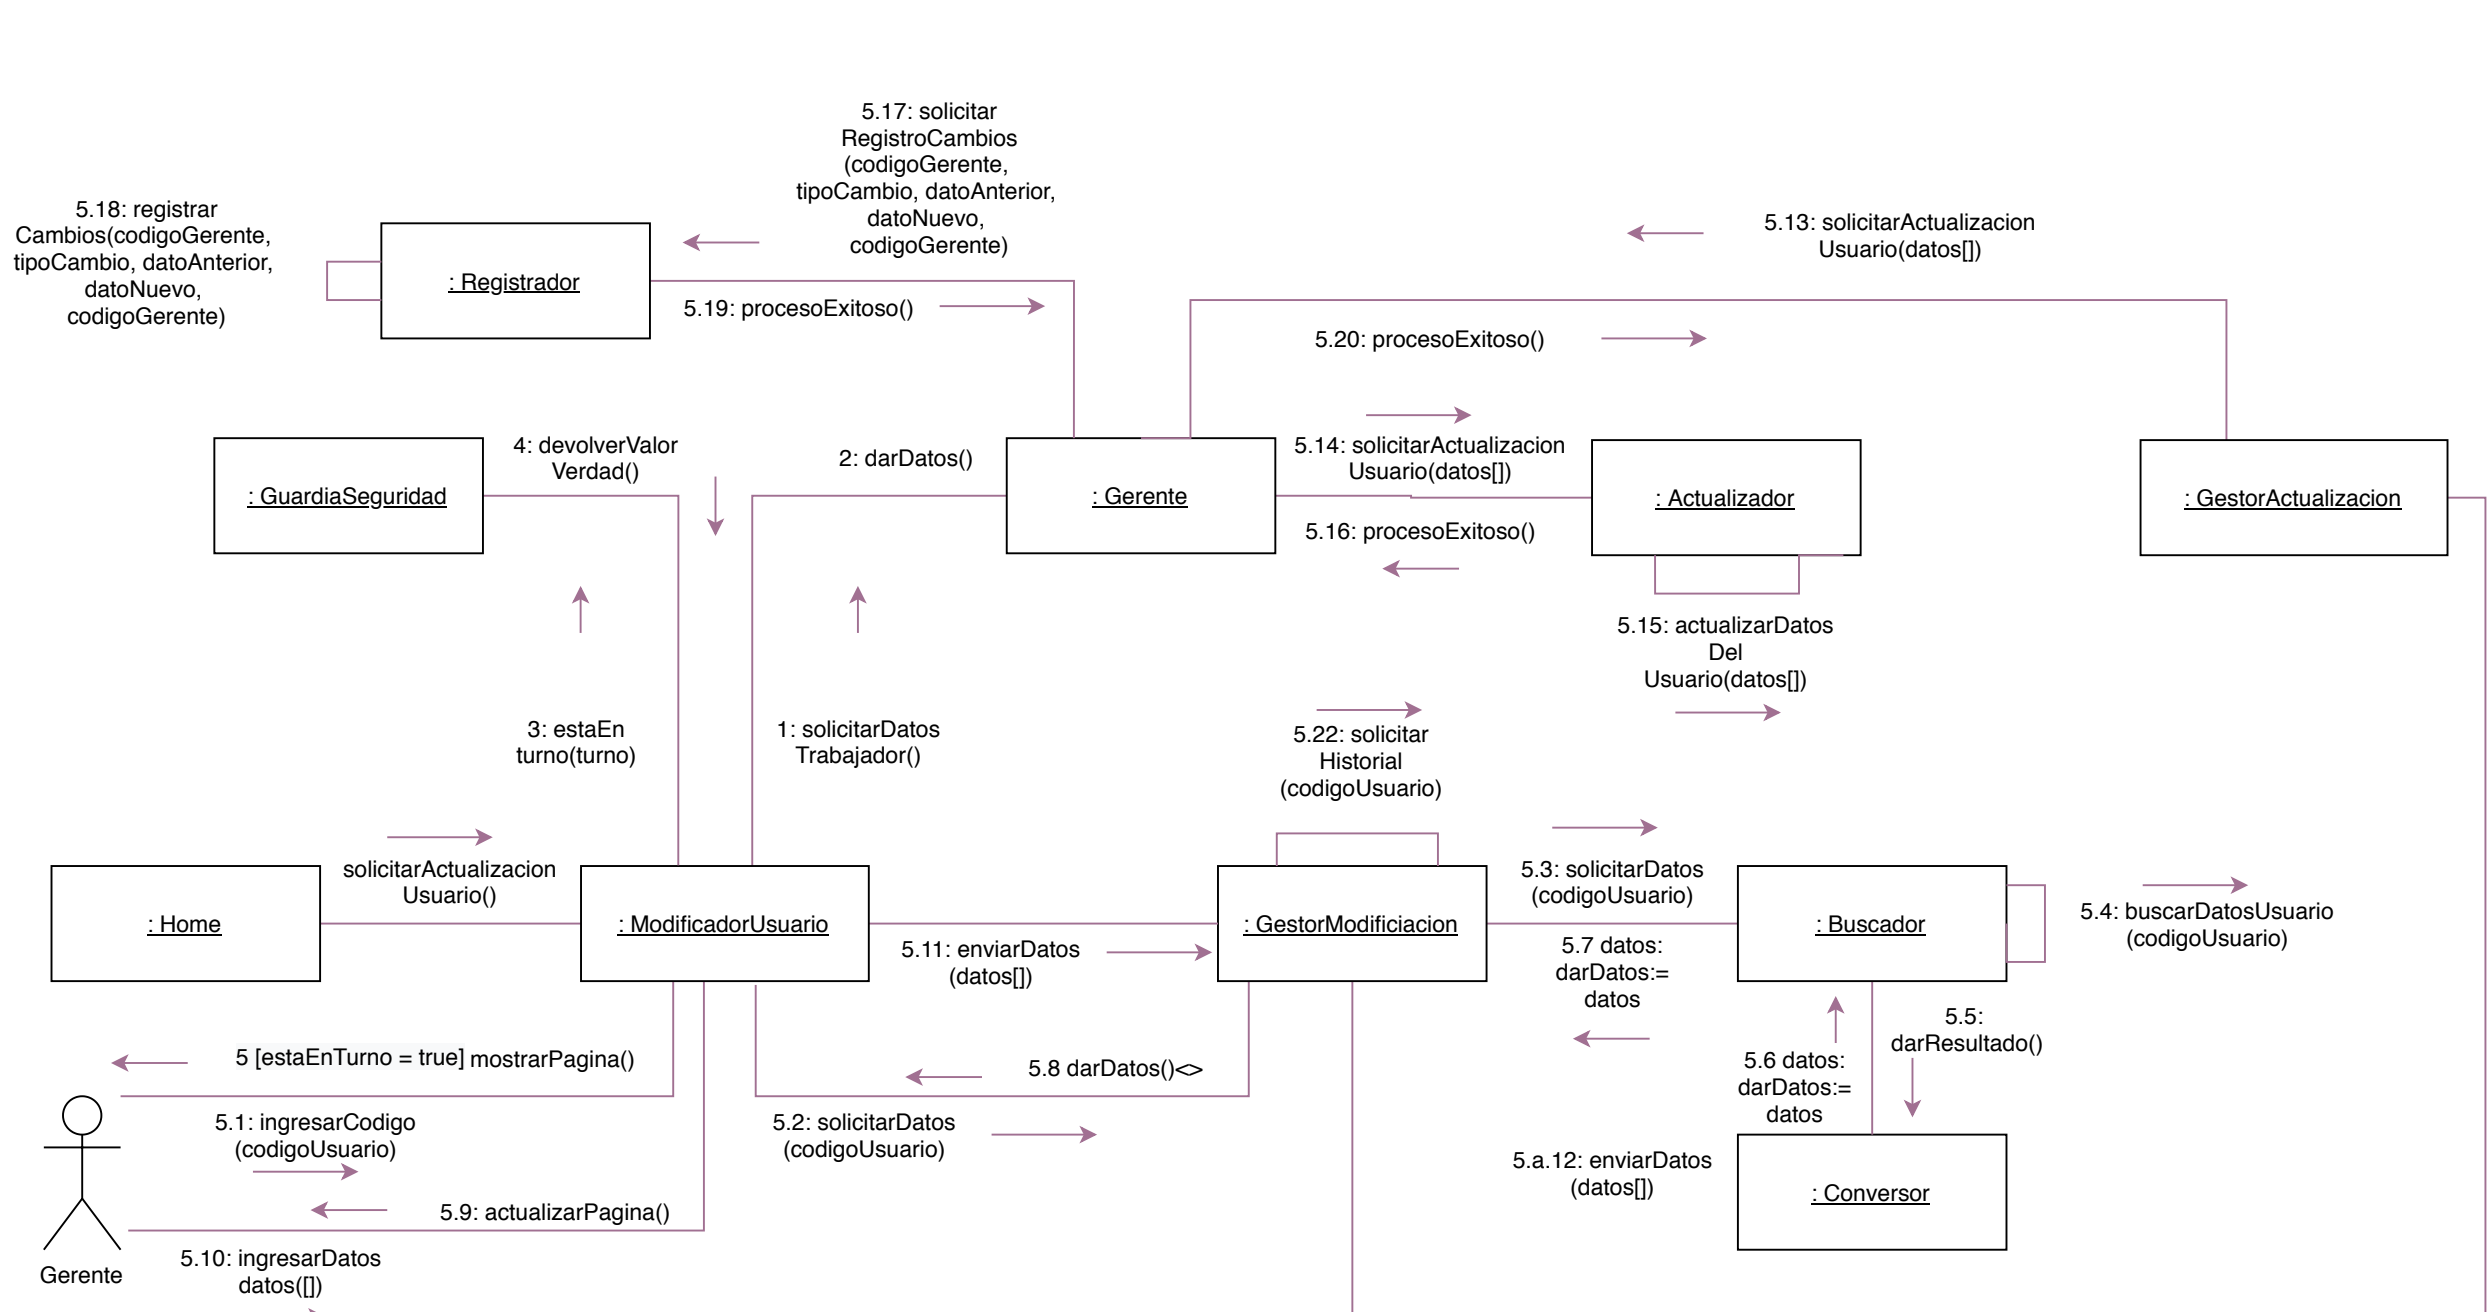 5.17: solicitar
RegistroCambios
(codigoGerente,
tipoCambio, datoAnterior,
datoNuevo,
codigoGerente)
5.18: registrar
Cambios(codigoGerente,
tipoCambio, datoAnterior,
datoNuevo,
codigoGerente)
: Registrador
5.19: procesoExitoso()
5.13: solicitarActualizacion
Usuario(datos[])
5.20: procesoExitoso()
: GuardiaSeguridad
4: devolverValor
Verdad()
2: darDatos()
: Gerente
5.14: solicitarActualizacion
Usuario(datos[])
5.16: procesoExitoso()
: Actualizador
: GestorActualizacion
5.15: actualizarDatos
Del
Usuario(datos[])
3: estaEn
turno(turno)
1: solicitarDatos
Trabajador()
5.22: solicitar
Historial
(codigoUsuario)
: Home
solicitarActualizacion
Usuario()
: ModificadorUsuario
5.11: enviarDatos
(datos[])
: GestorModificiacion
5.3: solicitarDatos
(codigoUsuario)
5.7 datos:
darDatos:=
datos
: Buscador
5.4: buscarDatosUsuario
(codigoUsuario)
5 [estaEnTurno = true] mostrarPagina()
5.8 darDatos()<>
5.6 datos:
darDatos:=
datos
5.5:
darResultado()
5.1: ingresarCodigo
(codigoUsuario)
5.2: solicitarDatos
(codigoUsuario)
5.a.12: enviarDatos
(datos[])
: Conversor
5.9: actualizarPagina()
Gerente
5.10: ingresarDatos
datos([])